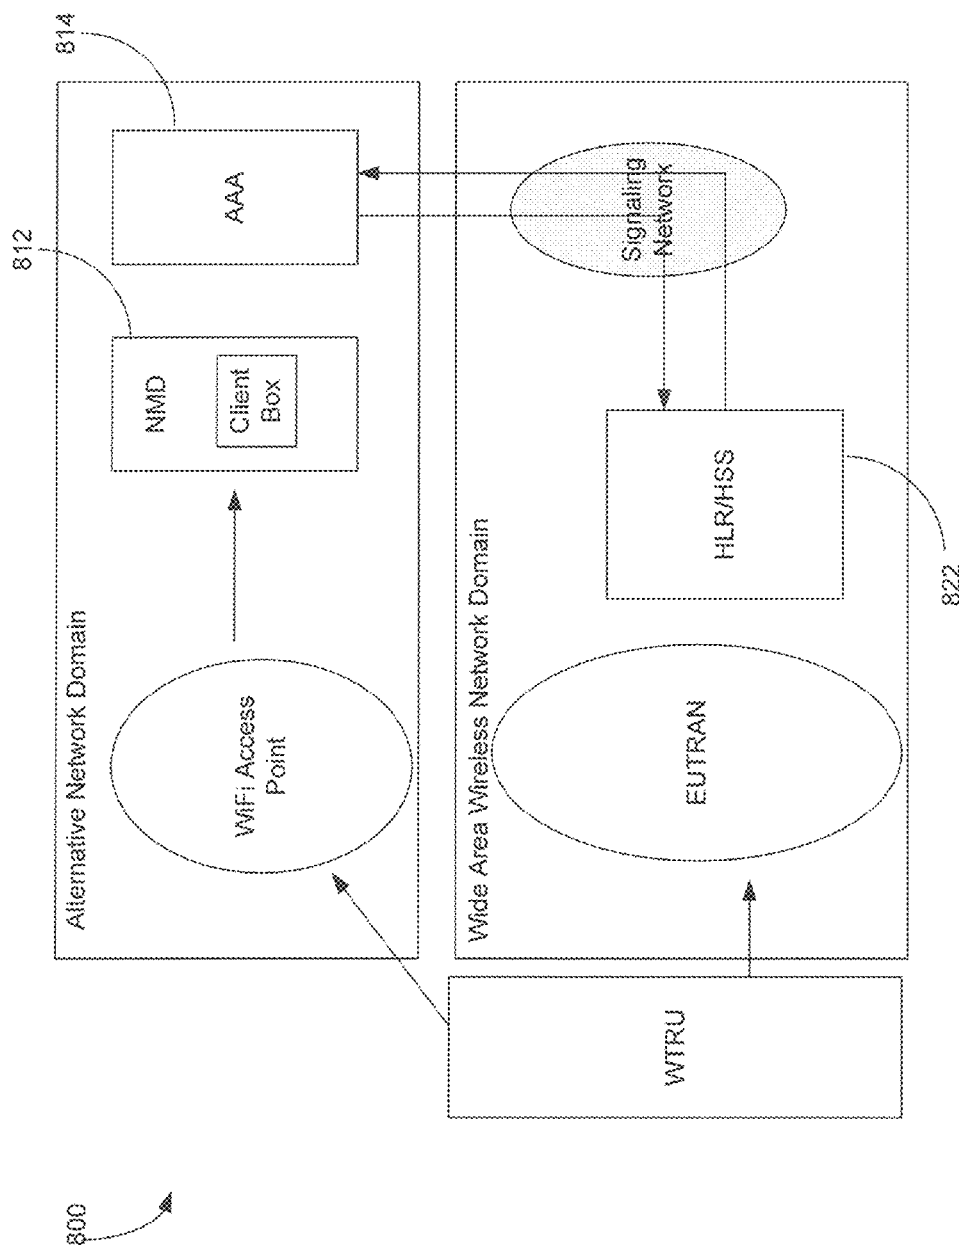 800
WTRU
Alternative Network Domain
WiFi Access
Point
NMD
Client
Box
812
AAA
814
Wide Area Wireless Network Domain
EUTRAN
HLR/HSS
822
Signaling
Network